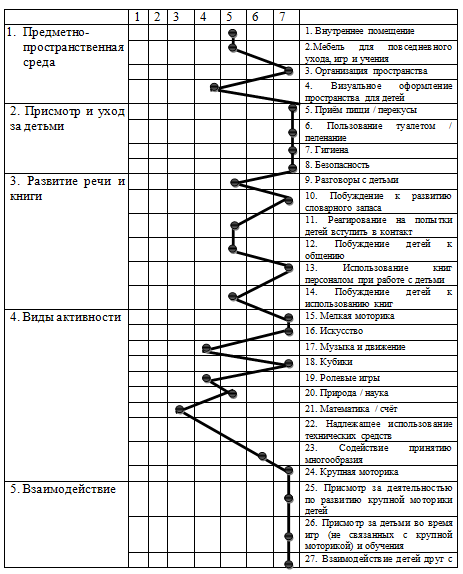 1 2 3 4 5 6 7
1. Предметно-
пространственная
среда
1. Внутреннее помещение
2.Мебель для повседневного
ухода, игр и учения
3. Организация пространства
4. Визуальное оформление
пространства для детей
2. Присмотр и уход
за детьми
5. Приём пищи / перекусы
6. Пользование туалетом /
пеленание
7. Гигиена
8. Безопасность
3. Развитие речи и
книги
9. Разговоры с детьми
10. Побуждение к развитию
словарного запаса
11. Реагирование на попытки
детей вступить в контакт
12. Побуждение детей к
общению
13. Использование книг
персоналом при работе с детьми
14. Побуждение детей к
использованию книг
4. Виды активности
15. Мелкая моторика
16. Искусство
17. Музыка и движение
18. Кубики
19. Ролевые игры
20. Природа / наука
21. Математика / счёт
22. Надлежащее использование
технических средств
23. Содействие принятию
многообразия
24. Крупная моторика
5. Взаимодействие
25. Присмотр за деятельностью
по развитию крупной моторики
детей
26. Присмотр за детьми во время
игр (не связанных с крупной
моторикой) и обучения
27. Взаимодействие детей друг с